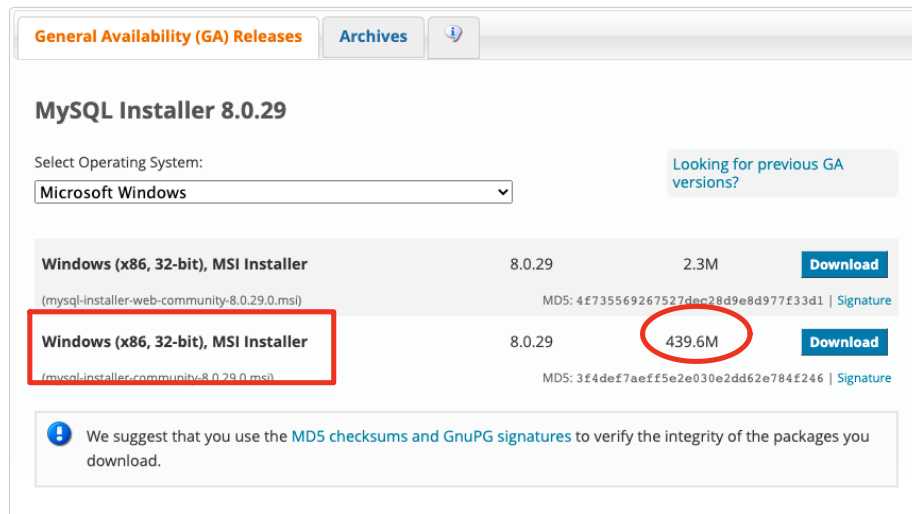 General Availability (GA) Releases
Archives
MySQL Installer 8.0.29
Select Operating System:
Looking for previous GA
versions?
Microsoft Windows
Windows (x86, 32-bit), MSI Installer 8.0.29 2.3M Download
(mysql-installer-web-community-8.0.29.0.msi) MD5: 4f735569267527dec28d9e8d977f33d1 | Signature
Windows (x86, 32-bit), MSI Installer 8.0.29 439.6M Download
(mysql-installer-community-8.0.29.0.msi) MD5: 3f4def7aeff5e2e030e2dd62e784f246 | Signature
We suggest that you use the MD5 checksums and GnuPG signatures to verify the integrity of the packages you
download.